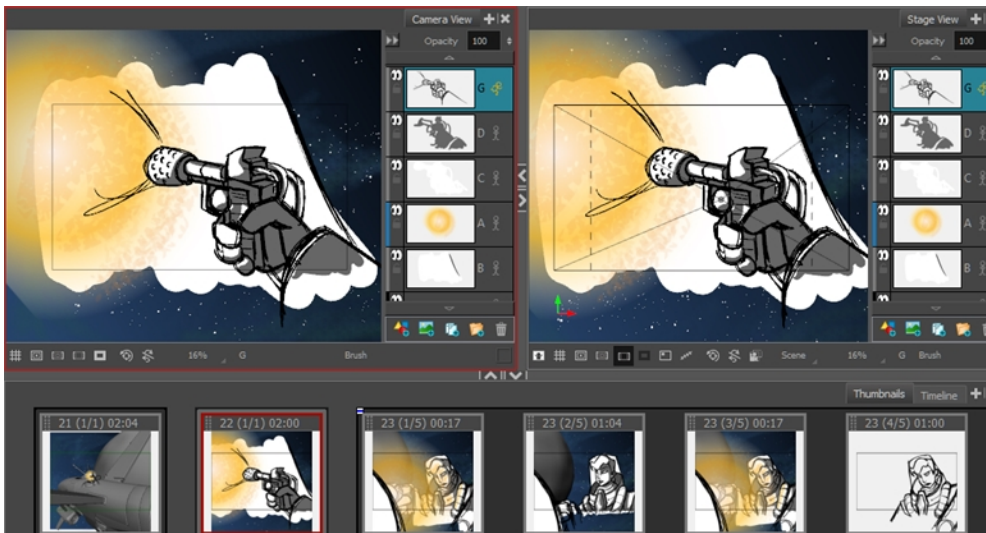 Camera View
Opacity 100
G
D
C
A
B
16% G Brush
Stage View
Opacity 100
G
D
C
A
B
Scene 16% G Brush
Thumbnails Timeline
21 (1/1) 02:04
22 (1/1) 02:00
23 (1/5) 00:17
23 (2/5) 01:04
23 (3/5) 00:17
23 (4/5) 01:00